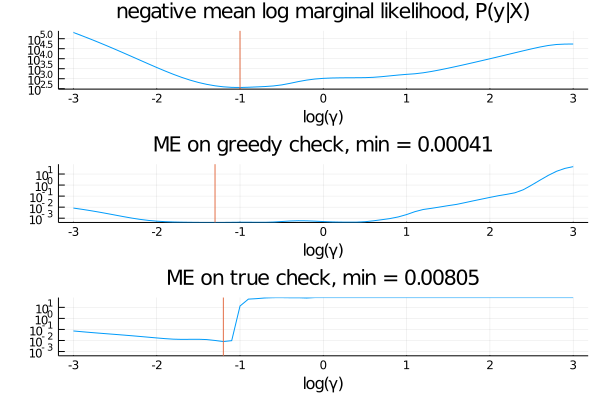 negative mean log marginal likelihood, P(y|X)
10^5.0
10^4.5
10^4.0
10^3.5
10^3.0
10^2.5
-3 -2 -1 0 1 2 3
log(γ)
ME on greedy check, min = 0.00041
10^1
10^0
10^-1
10^-2
10^-3
-3 -2 -1 0 1 2 3
log(γ)
ME on true check, min = 0.00805
10^1
10^0
10^-1
10^-2
10^-3
-3 -2 -1 0 1 2 3
log(γ)